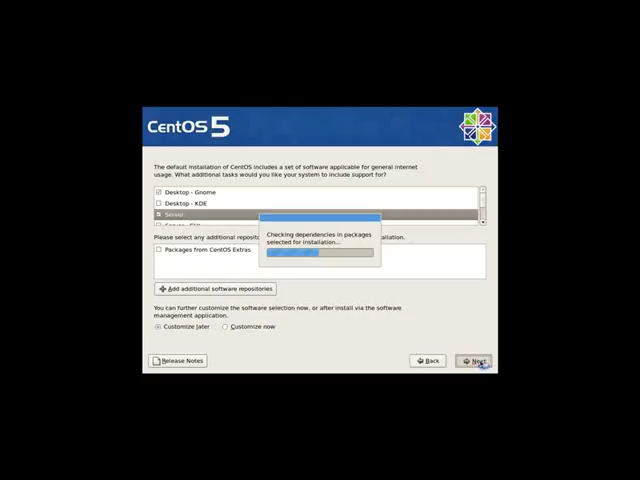 CentOS 5
The default installation of CentOS includes a set of software applicable for general internet
usage. What additional tasks would you like your system to include support for?
Desktop - Gnome
Desktop - KDE
Server
Checking dependencies in packages
selected for installation...
Please select any additional reposito
Packages from CentOS Extras
Add additional software repositories
You can further customize the software selection now, or after install via the software
management application.
Customize later
Customize now
Release Notes
Back
Next